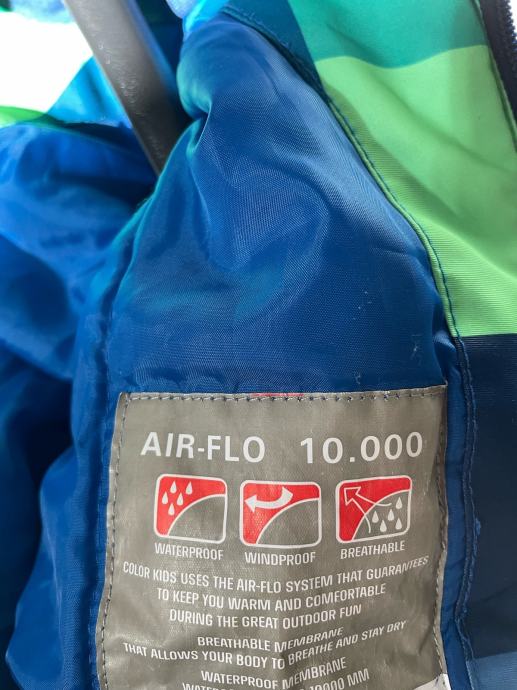 AIR-FLO 10.000
WATERPROOF WINDPROOF BREATHABLE
COLOR KIDS USES THE AIR-FLO SYSTEM THAT GUARANTEES
TO KEEP YOU WARM AND COMFORTABLE
DURING THE GREAT OUTDOOR FUN
BREATHABLE MEMBRANE
THAT ALLOWS YOUR BODY TO BREATHE AND STAY DRY
WATERPROOF MEMBRANE
10000 MM